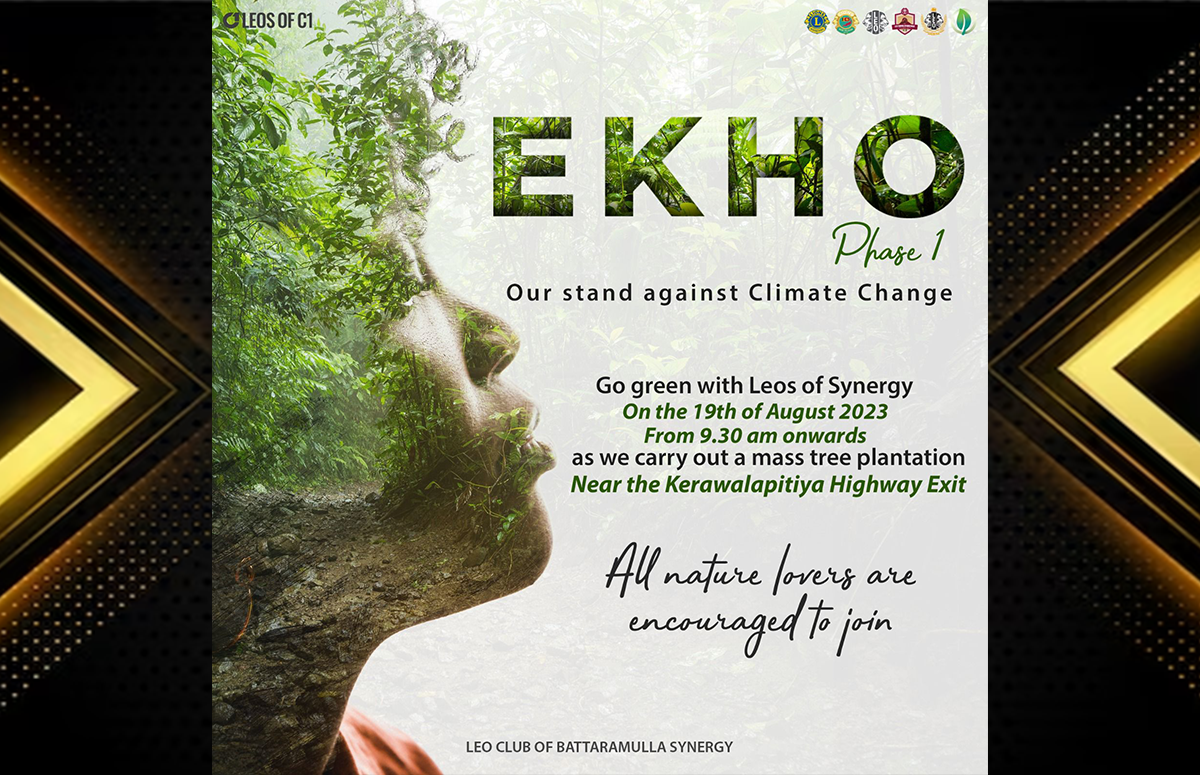 LEOS OF C1
EKHO
Phase 1
Our stand against Climate Change
Go green with Leos of Synergy
On the 19th of August 2023
From 9.30 am onwards
as we carry out a mass tree plantation
Near the Kerawalapitiya Highway Exit
All nature lovers are
encouraged to join
LEO CLUB OF BATTARAMULLA SYNERGY